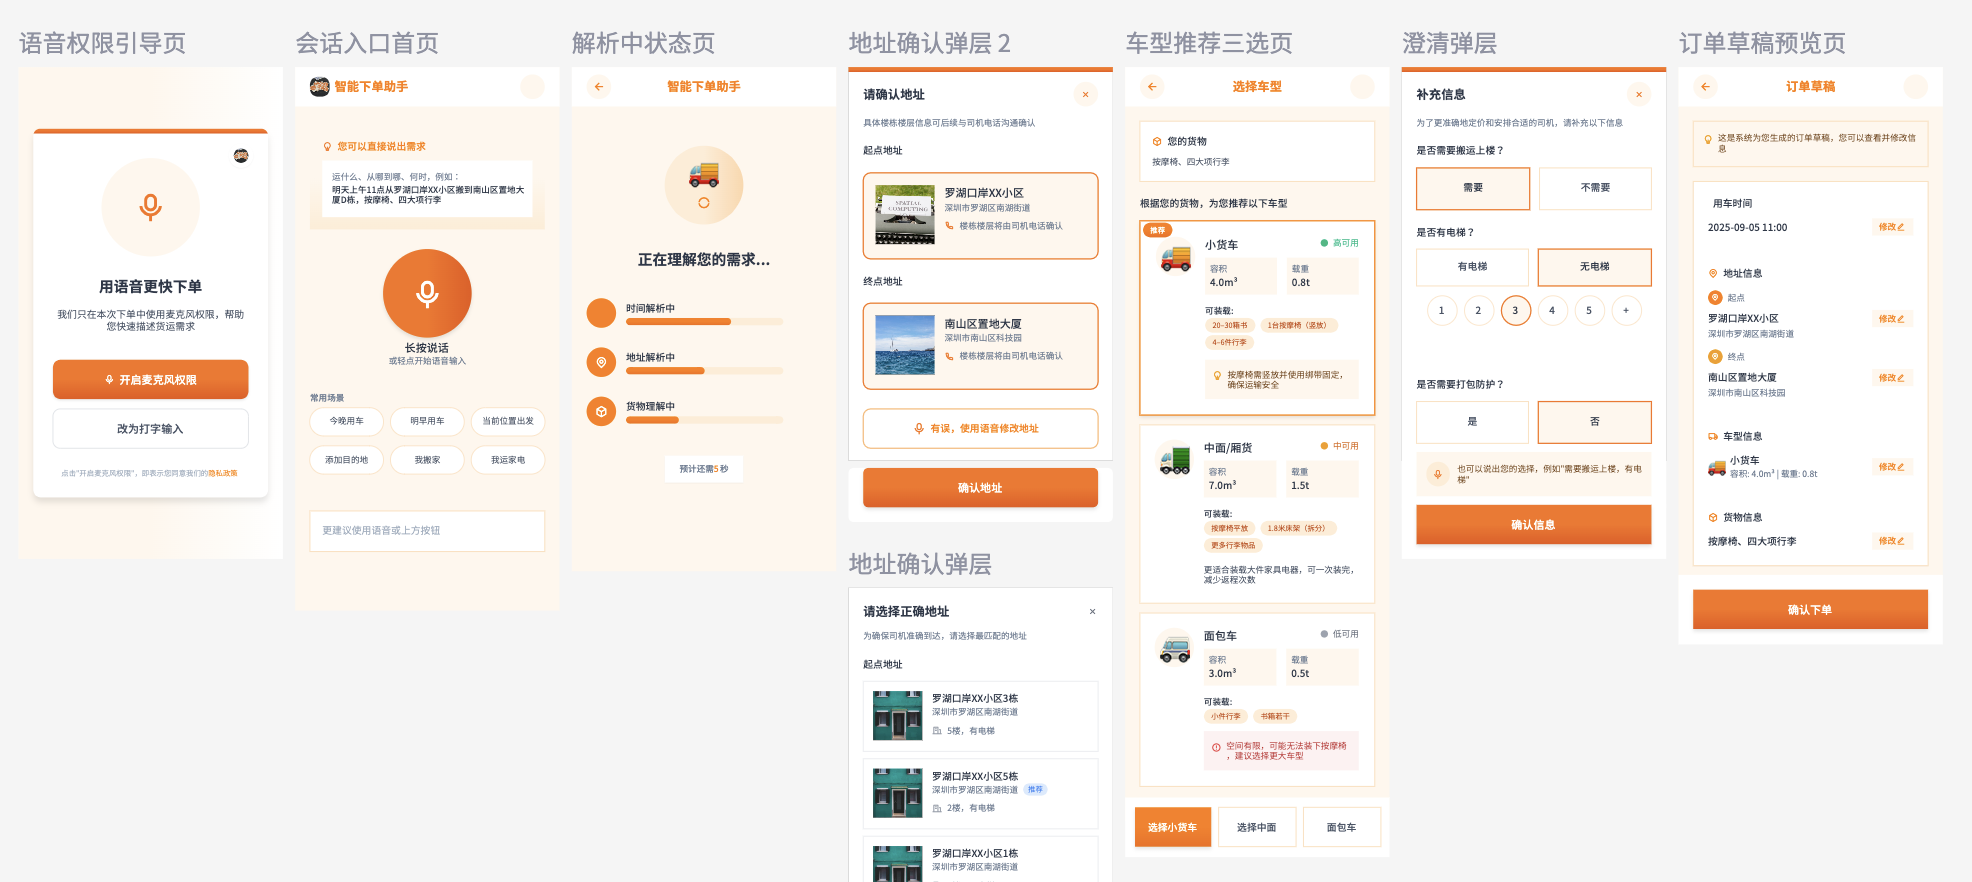 语音权限引导页
用语音更快下单
我们只在本次下单中使用麦克风权限，帮助
您快速描述货运需求
开启麦克风权限
改为打字输入
点击"开启麦克风权限"，即表示您同意我们的隐私政策
会话入口首页
智能下单助手
您可以直接说出需求
运什么、从哪到哪、何时，例如：
明天上午11点从罗湖口岸XX小区搬到南山区置地大
厦D栋，按摩椅、四大项行李
长按说话
或轻点开始语音输入
常用场景
今晚用车
明早用车
当前位置出发
添加目的地
我搬家
我运家电
更建议使用语音或上方按钮
解析中状态页
智能下单助手
正在理解您的需求...
时间解析中
地址解析中
货物理解中
预计还需5秒
地址确认弹层 2
请确认地址
×
具体楼栋楼层信息可后续与司机电话沟通确认
起点地址
SPATIAL
COMPUTING
罗湖口岸XX小区
深圳市罗湖区南湖街道
楼栋楼层将由司机电话确认
终点地址
南山区置地大厦
深圳市南山区科技园
楼栋楼层将由司机电话确认
有误，使用语音修改地址
确认地址
地址确认弹层
请选择正确地址
×
为确保司机准确到达，请选择最匹配的地址
起点地址
罗湖口岸XX小区3栋
深圳市罗湖区南湖街道
5楼，有电梯
罗湖口岸XX小区5栋
深圳市罗湖区南湖街道 推荐
2楼，有电梯
罗湖口岸XX小区1栋
深圳市罗湖区南湖街道
车型推荐三选页
选择车型
您的货物
按摩椅、四大项行李
根据您的货物，为您推荐以下车型
推荐
小货车
高可用
容积
4.0m³
载重
0.8t
可装载:
20-30箱书
1台按摩椅（竖放）
4-6件行李
按摩椅需竖放并使用绑带固定，
确保运输安全
中面/厢货
中可用
容积
7.0m³
载重
1.5t
可装载:
按摩椅平放
1.8米床架（拆分）
更多行李物品
更适合装载大件家具电器，可一次装完，
减少返程次数
面包车
低可用
容积
3.0m³
载重
0.5t
可装载:
小件行李
书箱若干
空间有限，可能无法装下按摩椅
，建议选择更大车型
选择小货车
选择中面
面包车
澄清弹层
补充信息
×
为了更准确地定价和安排合适的司机，请补充以下信息
是否需要搬运上楼？
需要
不需要
是否有电梯？
有电梯
无电梯
1
2
3
4
5
+
是否需要打包防护？
是
否
也可以说出您的选择，例如"需要搬运上楼，有电
梯"
确认信息
订单草稿预览页
订单草稿
这是系统为您生成的订单草稿，您可以查看并修改信
息
用车时间
2025-09-05 11:00
修改
地址信息
起点
罗湖口岸XX小区
修改
深圳市罗湖区南湖街道
终点
南山区置地大厦
修改
深圳市南山区科技园
车型信息
小货车
容积: 4.0m³ | 载重: 0.8t
修改
货物信息
按摩椅、四大项行李
修改
确认下单